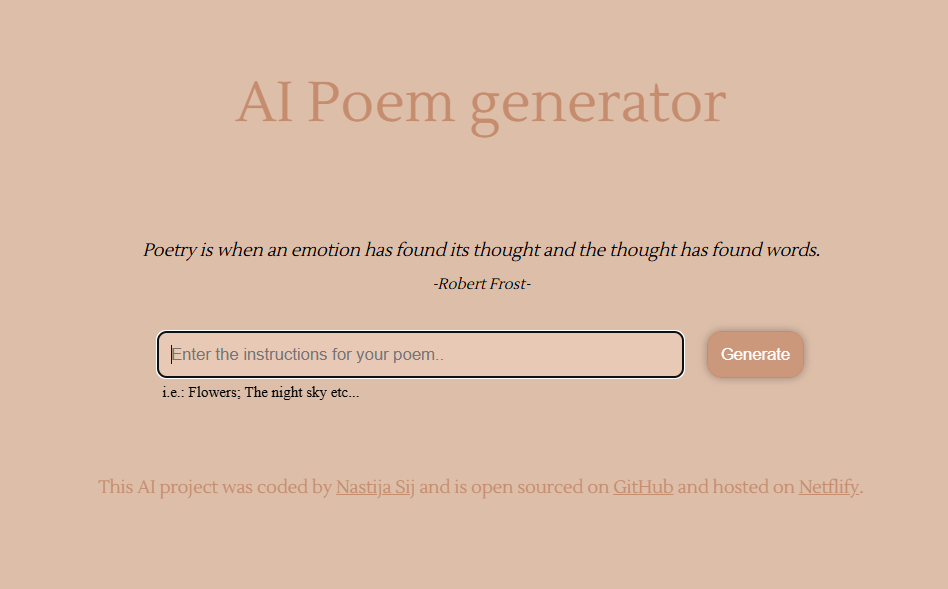 AI Poem generator
Poetry is when an emotion has found its thought and the thought has found words.
-Robert Frost-
Enter the instructions for your poem..
Generate
i.e.: Flowers; The night sky etc...
This AI project was coded by Nastija Sij and is open sourced on GitHub and hosted on Netflify.